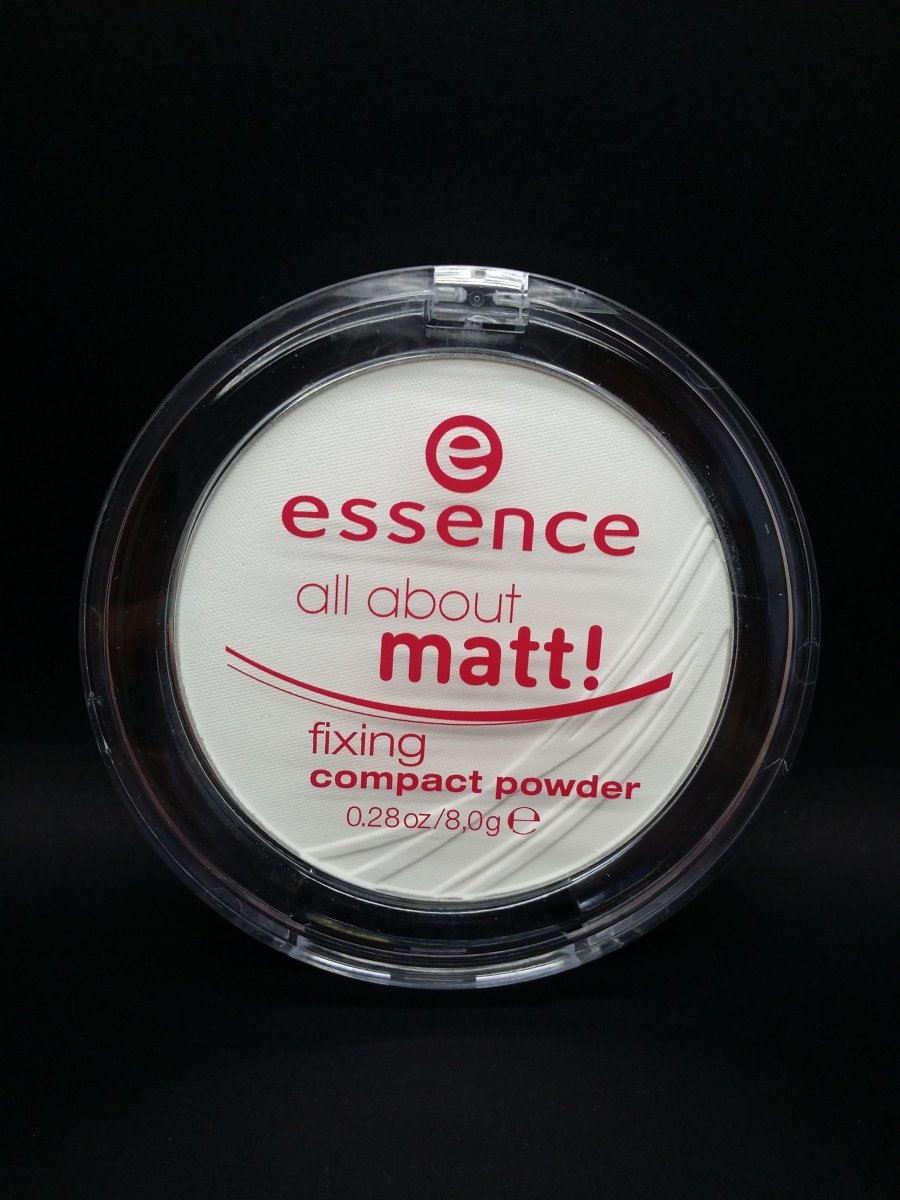 e
essence
all about
matt!
fixing
compact powder
0.28oz/8,0g ℮